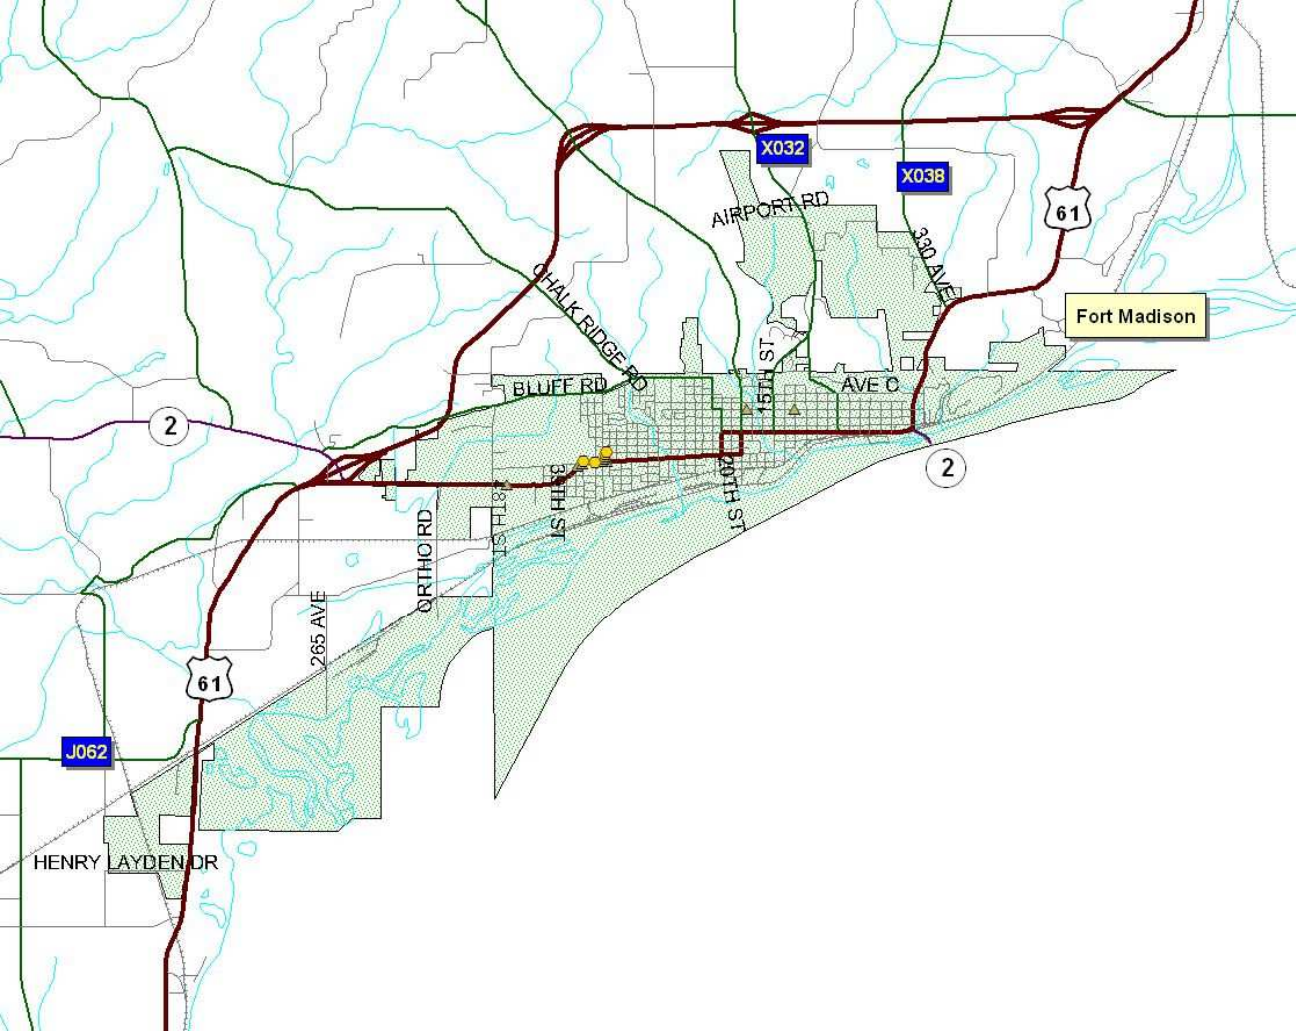 X032
X038
AIRPORT RD
61
330 AVE
CHALK RIDGE RD
Fort Madison
15TH ST
BLUFF RD
AVE C
2
2
35TH ST
20TH ST
48TH ST
ORTHO RD
265 AVE
61
J062
HENRY LAYDEN DR